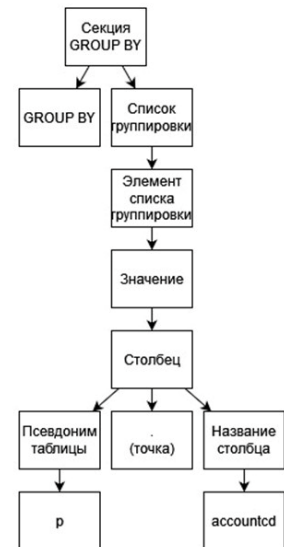 Секция
GROUP BY
GROUP BY
Список
группировки
Элемент
списка
группировки
Значение
Столбец
Псевдоним
таблицы
.
(точка)
Название
столбца
p
accountcd